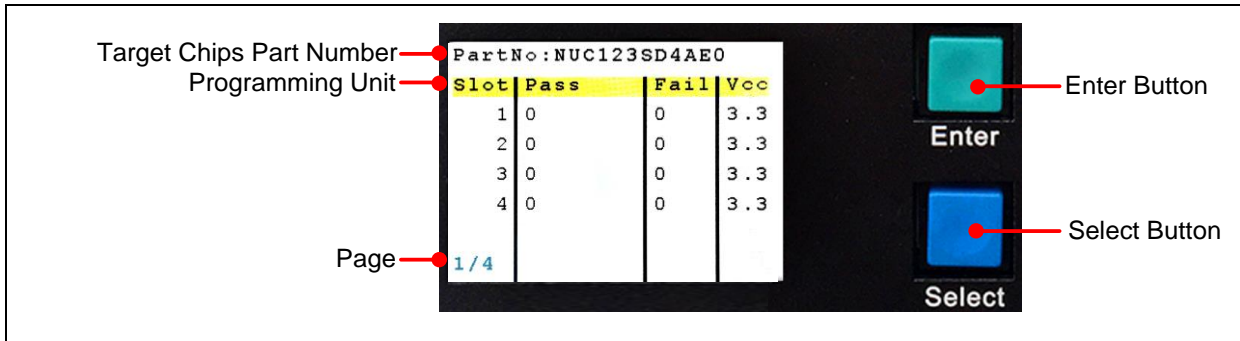 Target Chips Part Number
PartNo:NUC123SD4AE0
Programming Unit
Slot Pass Fail Vcc
1 0 0 3.3
2 0 0 3.3
3 0 0 3.3
4 0 0 3.3
Page
1/4
Enter Button
Enter
Select Button
Select